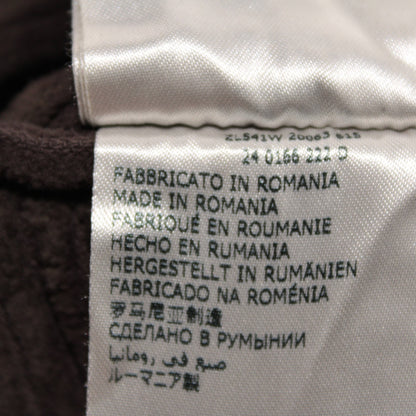 ZL541W 20063 615
24 0166 222 D
FABBRICATO IN ROMANIA
MADE IN ROMANIA
FABRIQUÉ EN ROUMANIE
HECHO EN RUMANIA
HERGESTELLT IN RUMÄNIEN
FABRICADO NA ROMÉNIA
罗马尼亚制造
СДЕЛАНО В РУМЫНИИ
صنع في رومانيا
ルーマニア製